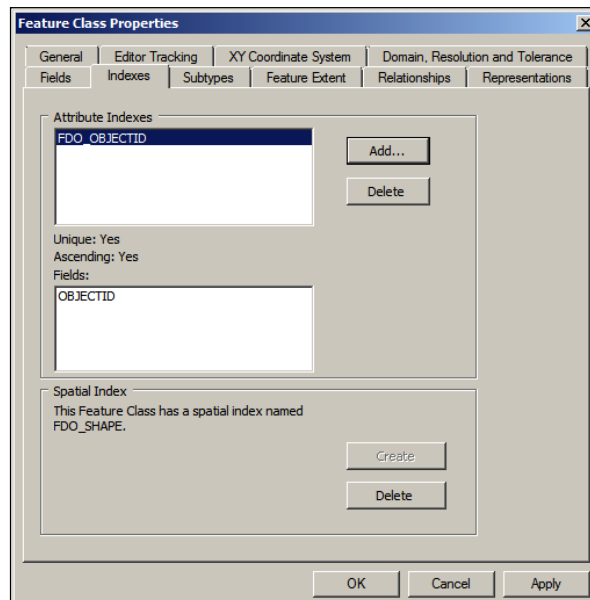 Feature Class Properties
General Editor Tracking XY Coordinate System Domain, Resolution and Tolerance
Fields Indexes Subtypes Feature Extent Relationships Representations
Attribute Indexes
FDO_OBJECTID
Add...
Delete
Unique: Yes
Ascending: Yes
Fields:
OBJECTID
Spatial Index
This Feature Class has a spatial index named
FDO_SHAPE.
Create
Delete
OK Cancel Apply